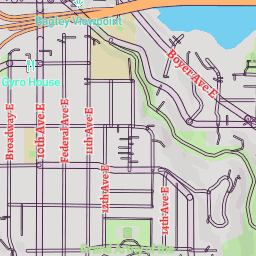 Bagley Viewpoint
Boyer Ave E
Gyro House
Broadway E
10th Ave E
Federal Ave E
11th Ave E
12th Ave E
14th Ave E